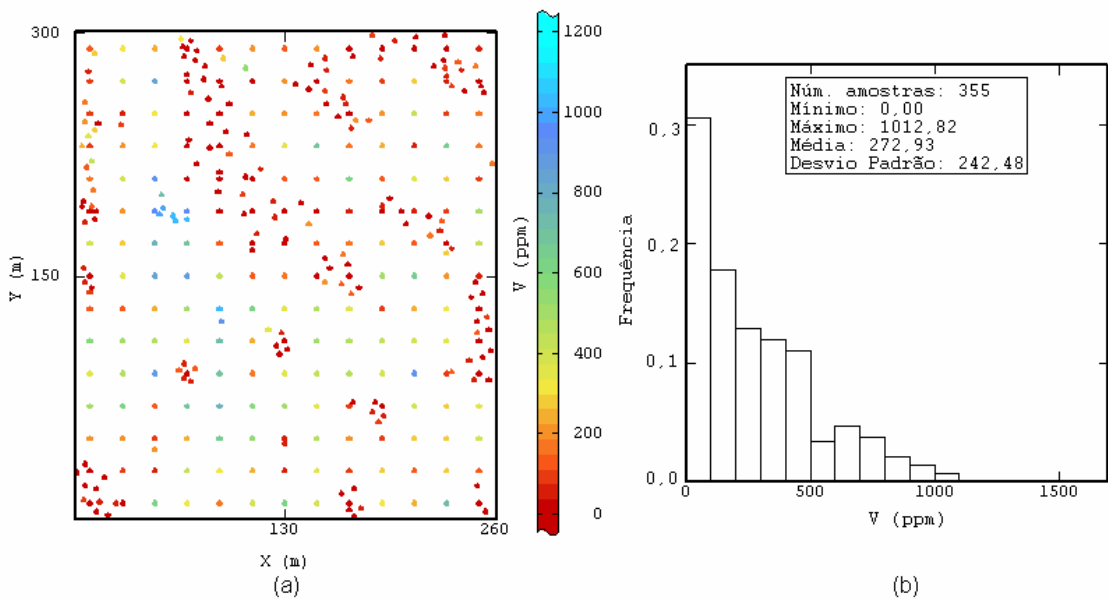 300
150
Y (m)
130
260
X (m)
(a)
1200
1000
800
600
400
200
0
V (ppm)
Núm. amostras: 355
Mínimo: 0,00
Máximo: 1012,82
Média: 272,93
Desvio Padrão: 242,48
0,3
0,2
0,1
0,0
Frequência
0
500
1000
1500
V (ppm)
(b)